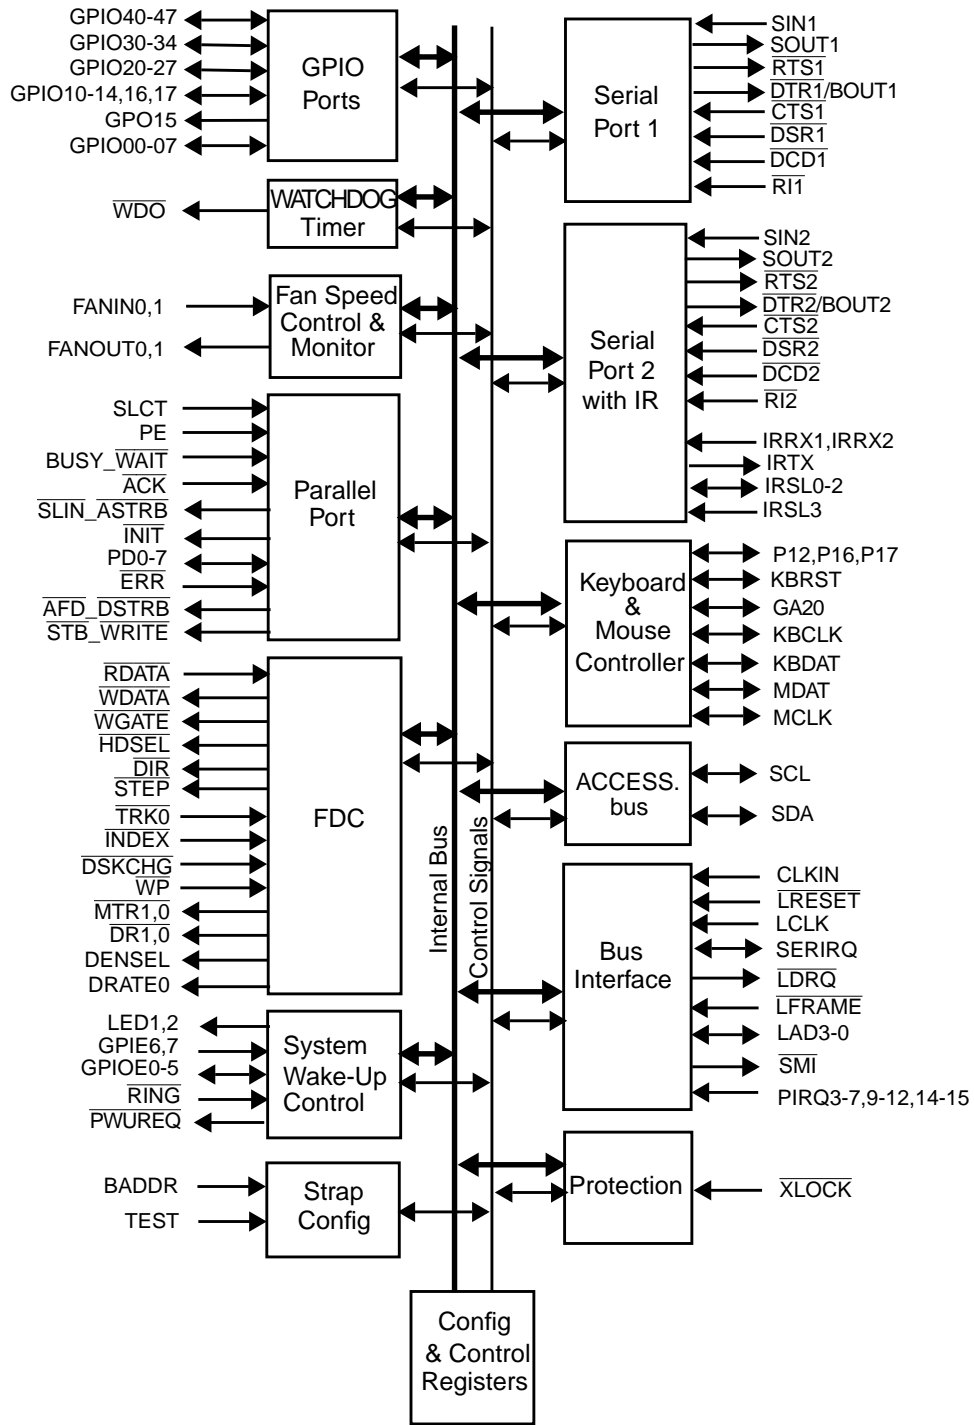 GPIO40-47
GPIO30-34
GPIO20-27
GPIO10-14,16,17
GPO15
GPIO00-07
GPIO
Ports
WDO
WATCHDOG
Timer
FANIN0,1
FANOUT0,1
Fan Speed
Control &
Monitor
SLCT
PE
BUSY_WAIT
ACK
SLIN_ASTRB
INIT
PD0-7
ERR
AFD_DSTRB
STB_WRITE
Parallel
Port
RDATA
WDATA
WGATE
HDSEL
DIR
STEP
TRK0
INDEX
DSKCHG
WP
MTR1,0
DR1,0
DENSEL
DRATE0
FDC
LED1,2
GPIE6,7
GPIOE0-5
RING
PWUREQ
System
Wake-Up
Control
BADDR
TEST
Strap
Config
Internal Bus
Control Signals
Serial
Port 1
SIN1
SOUT1
RTS1
DTR1/BOUT1
CTS1
DSR1
DCD1
RI1
Serial
Port 2
with IR
SIN2
SOUT2
RTS2
DTR2/BOUT2
CTS2
DSR2
DCD2
RI2
IRRX1,IRRX2
IRTX
IRSL0-2
IRSL3
Keyboard
&
Mouse
Controller
P12,P16,P17
KBRST
GA20
KBCLK
KBDAT
MDAT
MCLK
ACCESS.
bus
SCL
SDA
Bus
Interface
CLKIN
LRESET
LCLK
SERIRQ
LDRQ
LFRAME
LAD3-0
SMI
PIRQ3-7,9-12,14-15
Protection
XLOCK
Config
& Control
Registers